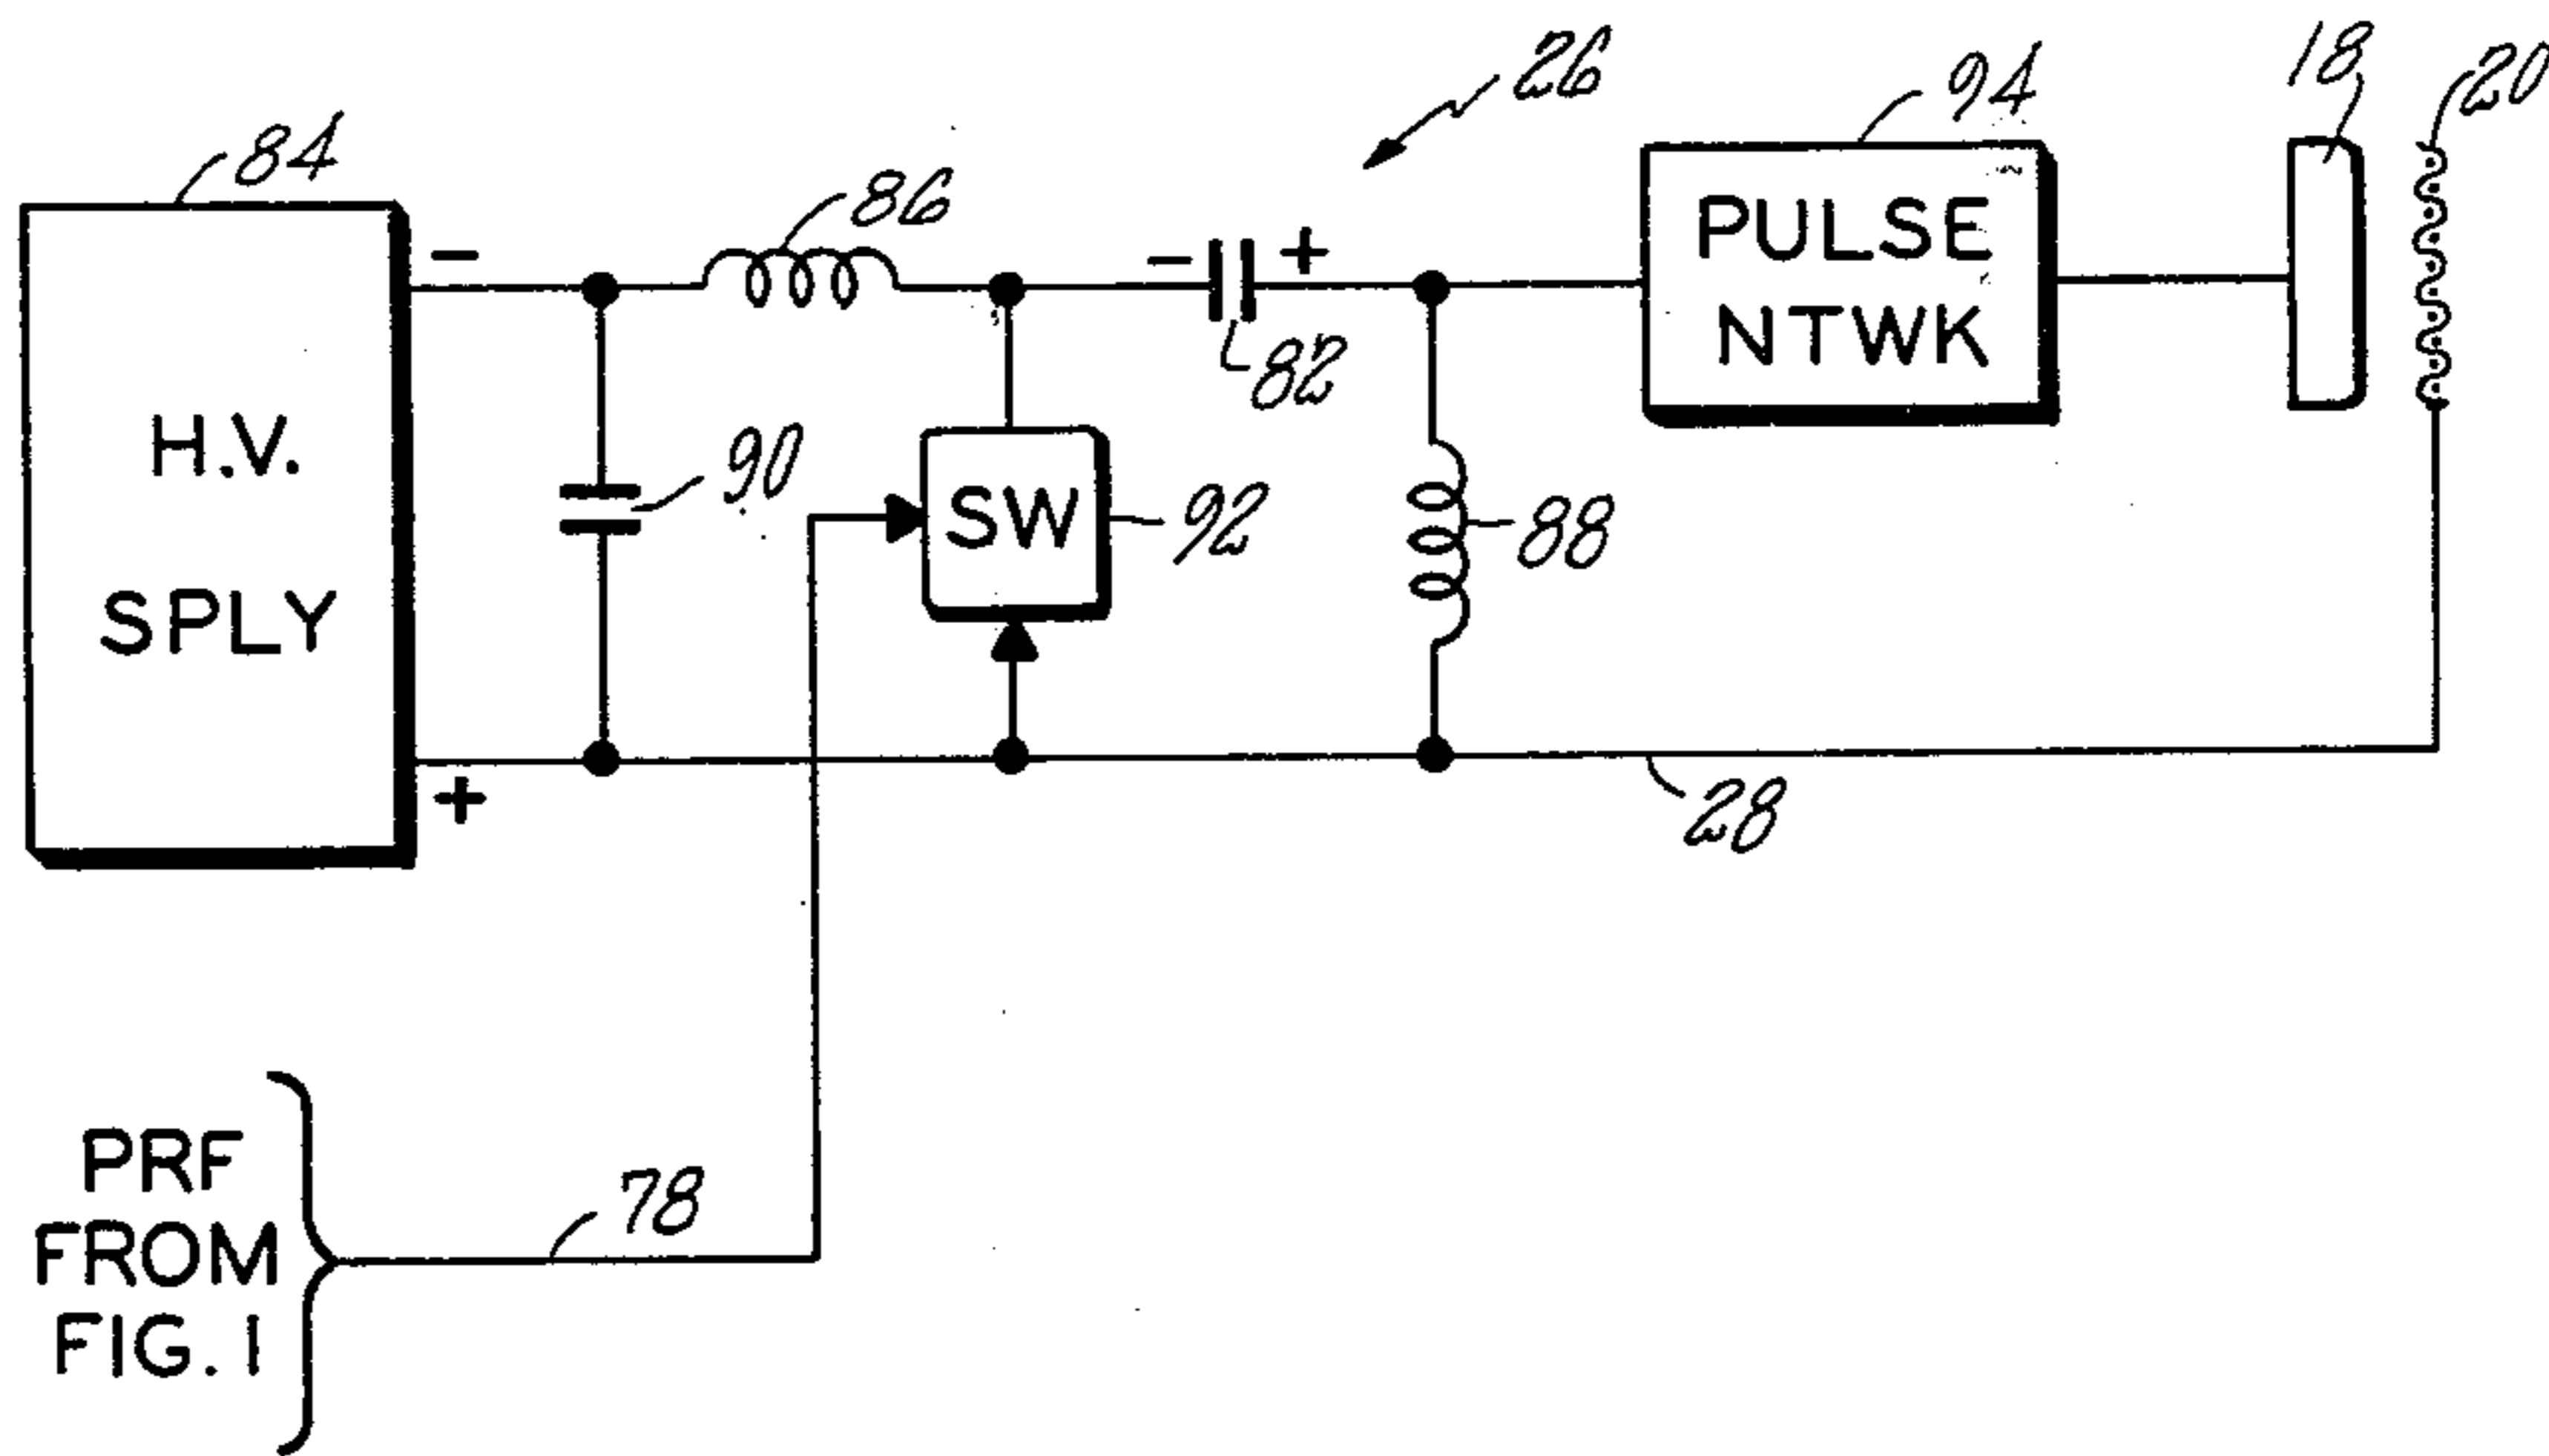 26
94
18
20
84
86
PULSE
NTWK
-
- +
82
H.V.
SPLY
90
SW
92
88
+
28
PRF
FROM
FIG. 1
78